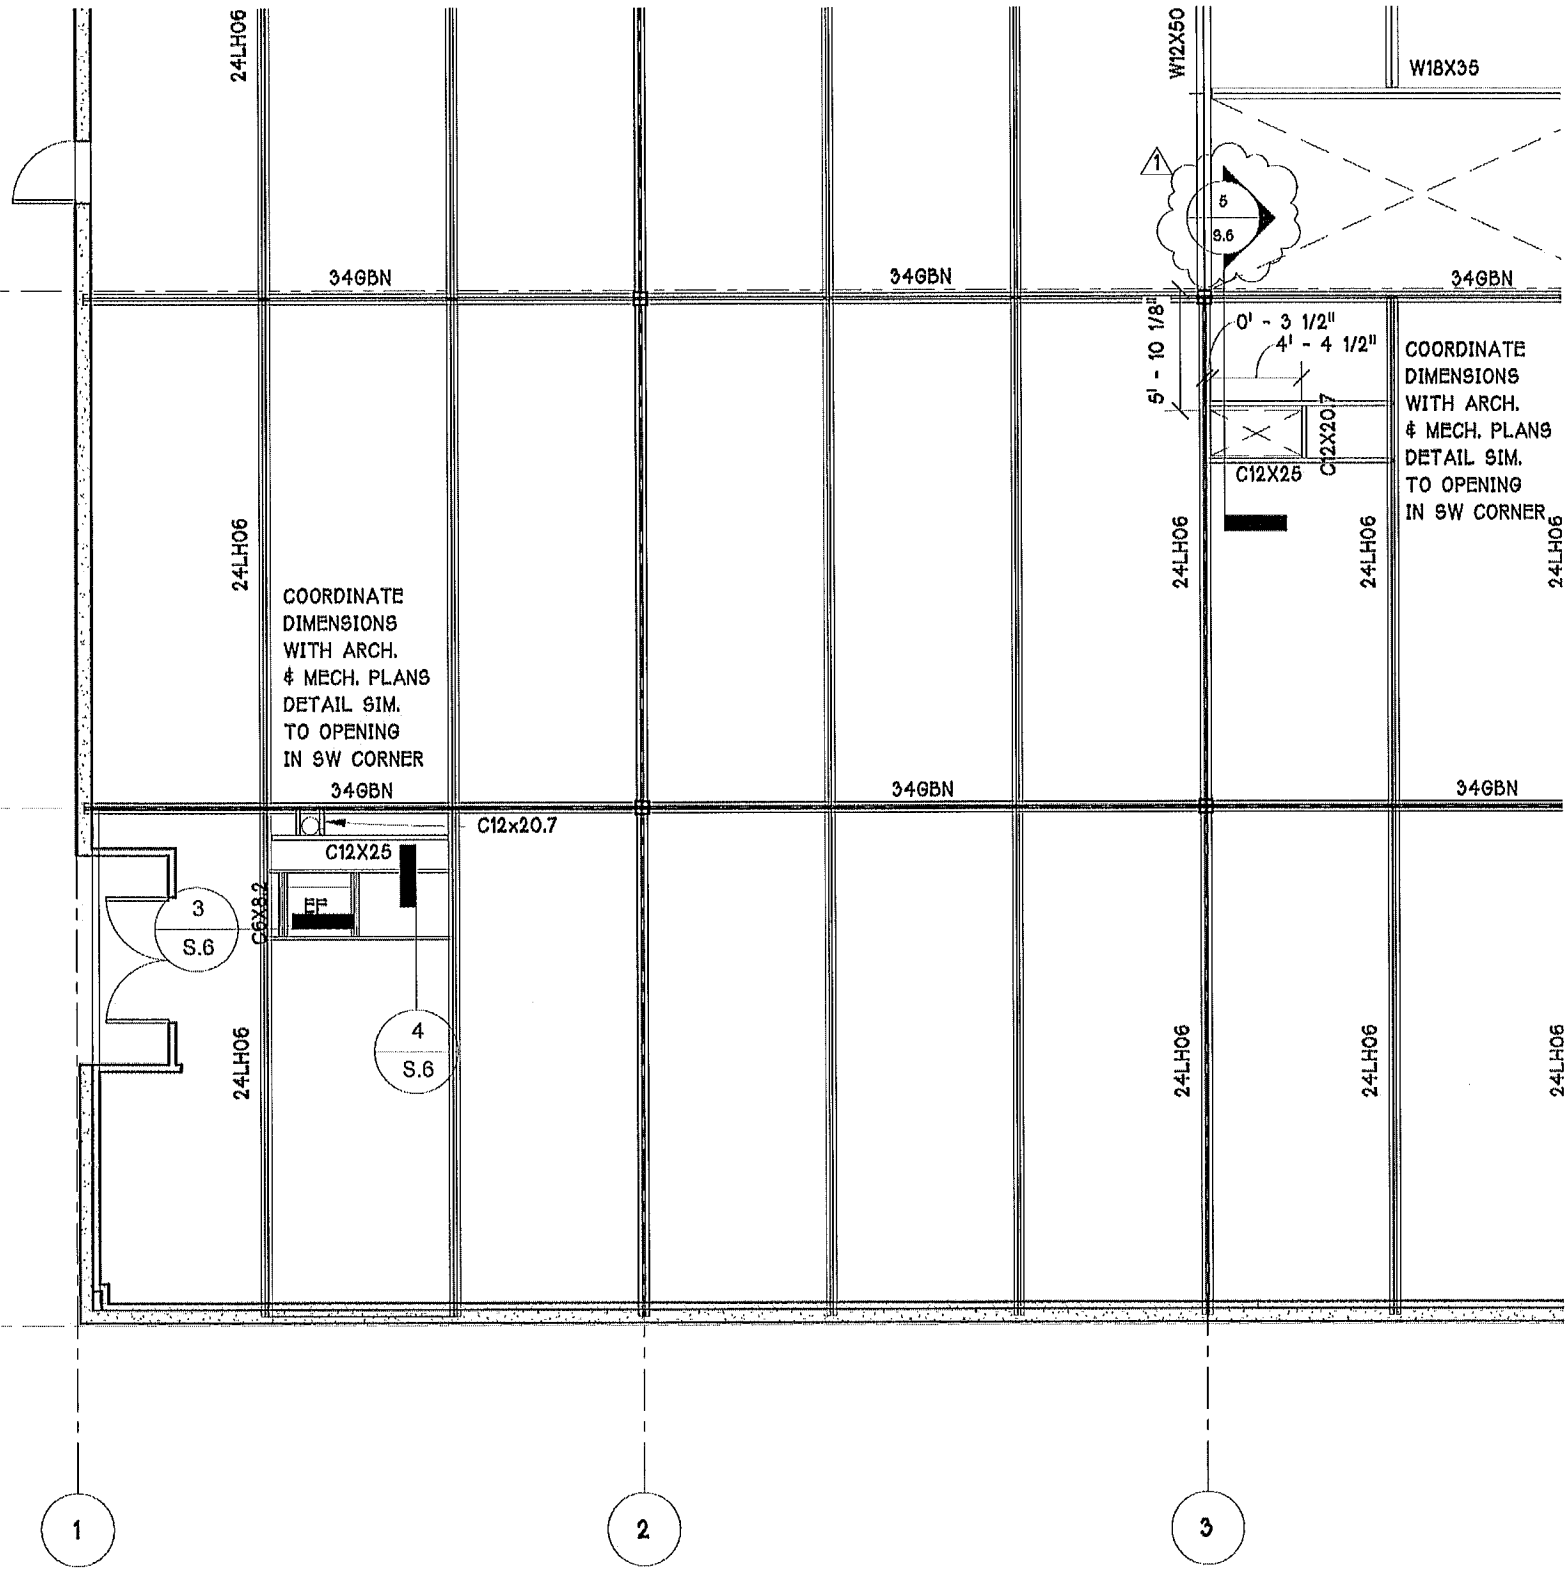 24LH06
W12X50
W18X35
1
5
S.6
34GBN
34GBN
34GBN
5' - 10 1/8"
0' - 3 1/2"
4' - 4 1/2"
COORDINATE
DIMENSIONS
WITH ARCH.
& MECH. PLANS
DETAIL SIM.
TO OPENING
IN SW CORNER
C12X20.7
C12X25
24LH06
24LH06
24LH06
24LH06
COORDINATE
DIMENSIONS
WITH ARCH.
& MECH. PLANS
DETAIL SIM.
TO OPENING
IN SW CORNER
34GBN
34GBN
34GBN
C12x20.7
C12X25
C6X8.2
EF
3
S.6
4
S.6
24LH06
24LH06
24LH06
24LH06
1
2
3